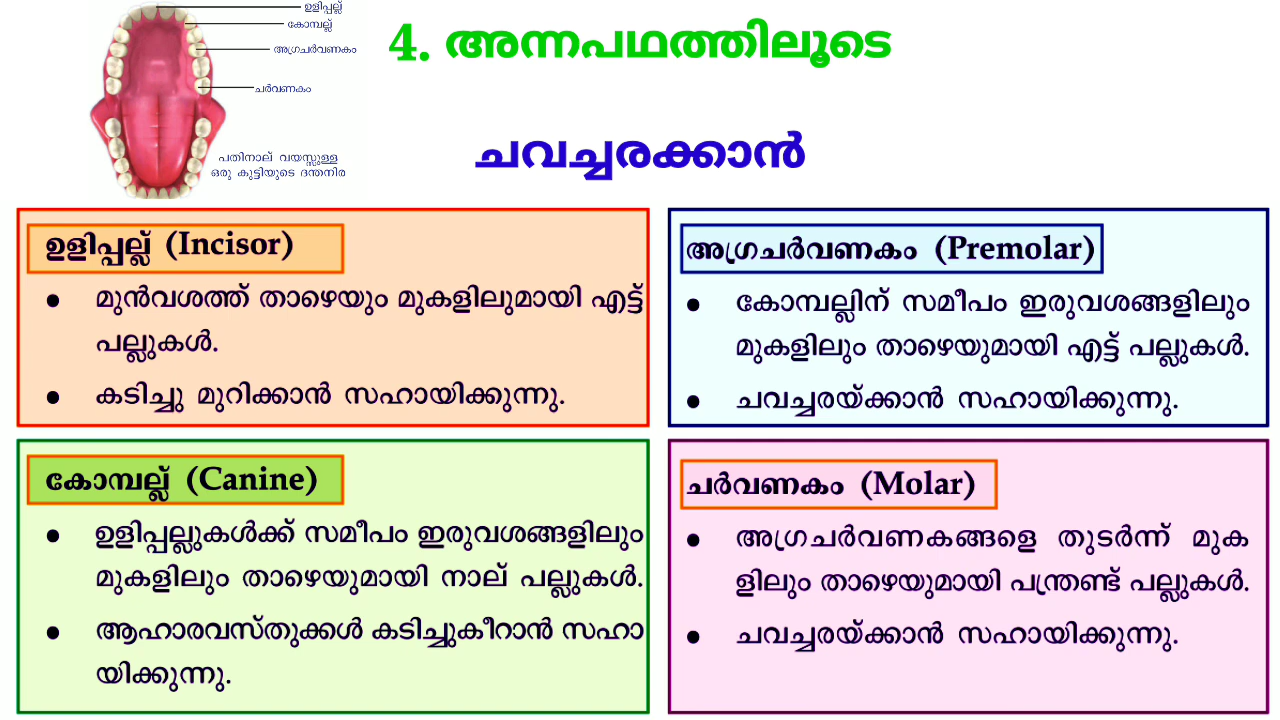 ഉളിപ്പല്ല്
കോമ്പല്ല്
അഗ്രചർവണകം
ചർവണകം
പതിനാല് വയസ്സുള്ള
ഒരു കുട്ടിയുടെ ദന്തനിര
4. അന്നപഥത്തിലൂടെ
ചവച്ചരക്കാൻ
ഉളിപ്പല്ല് (Incisor)
• മുൻവശത്ത് താഴെയും മുകളിലുമായി എട്ട്
പല്ലുകൾ.
• കടിച്ചു മുറിക്കാൻ സഹായിക്കുന്നു.
അഗ്രചർവണകം (Premolar)
• കോമ്പല്ലിന് സമീപം ഇരുവശങ്ങളിലും
മുകളിലും താഴെയുമായി എട്ട് പല്ലുകൾ.
• ചവച്ചരയ്ക്കാൻ സഹായിക്കുന്നു.
കോമ്പല്ല് (Canine)
• ഉളിപ്പല്ലുകൾക്ക് സമീപം ഇരുവശങ്ങളിലും
മുകളിലും താഴെയുമായി നാല് പല്ലുകൾ.
• ആഹാരവസ്തുക്കൾ കടിച്ചുകീറാൻ സഹാ
യിക്കുന്നു.
ചർവണകം (Molar)
• അഗ്രചർവണകങ്ങളെ തുടർന്ന് മുക
ളിലും താഴെയുമായി പന്ത്രണ്ട് പല്ലുകൾ.
• ചവച്ചരയ്ക്കാൻ സഹായിക്കുന്നു.